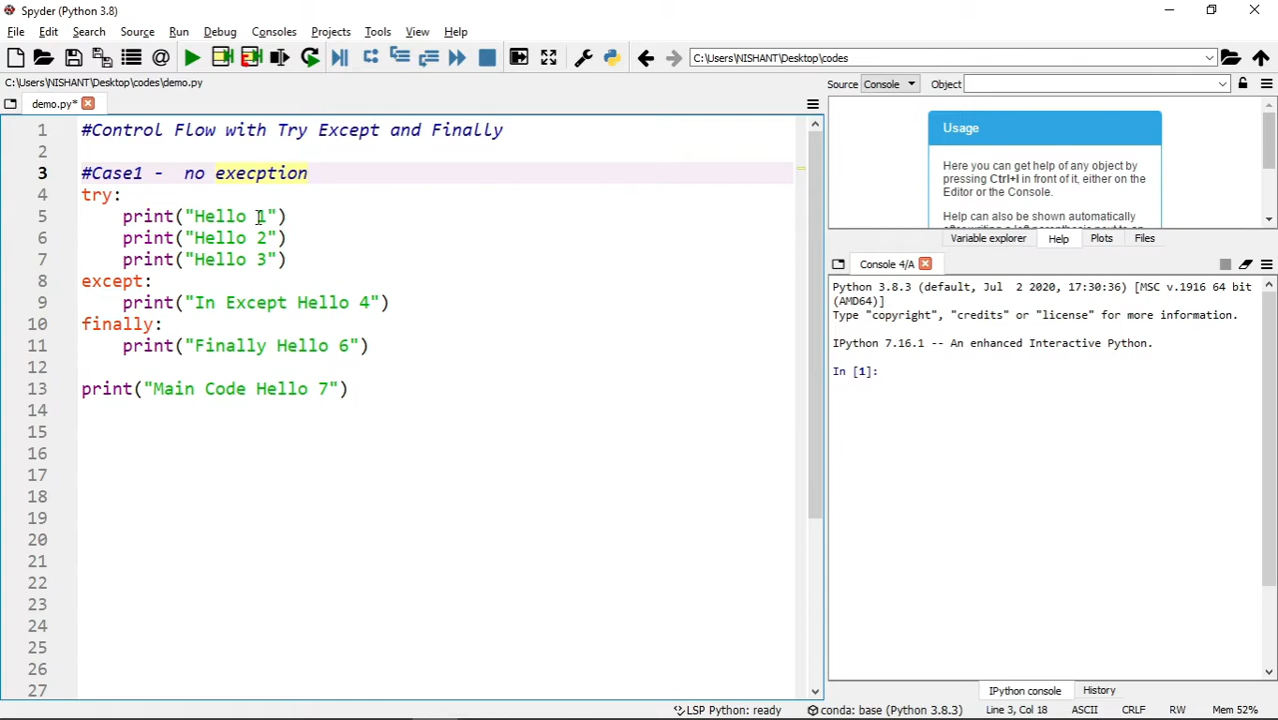 Spyder (Python 3.8)
File Edit Search Source Run Debug Consoles Projects Tools View Help
C:\Users\NISHANT\Desktop\codes
C:\Users\NISHANT\Desktop\codes\demo.py
Source Console Object
demo.py*
1 #Control Flow with Try Except and Finally
2
3 #Case1 -  no execption
4 try:
5     print("Hello 1")
6     print("Hello 2")
7     print("Hello 3")
8 except:
9     print("In Except Hello 4")
10 finally:
11     print("Finally Hello 6")
12
13 print("Main Code Hello 7")
14
15
16
17
18
19
20
21
22
23
24
25
26
27
Usage
Here you can get help of any object by
pressing Ctrl+I in front of it, either on the
Editor or the Console.
Help can also be shown automatically
Variable explorer Help Plots Files
Console 4/A
Python 3.8.3 (default, Jul  2 2020, 17:30:36) [MSC v.1916 64 bit
(AMD64)]
Type "copyright", "credits" or "license" for more information.
IPython 7.16.1 -- An enhanced Interactive Python.
In [1]:
IPython console History
LSP Python: ready conda: base (Python 3.8.3) Line 3, Col 18 ASCII CRLF RW Mem 52%